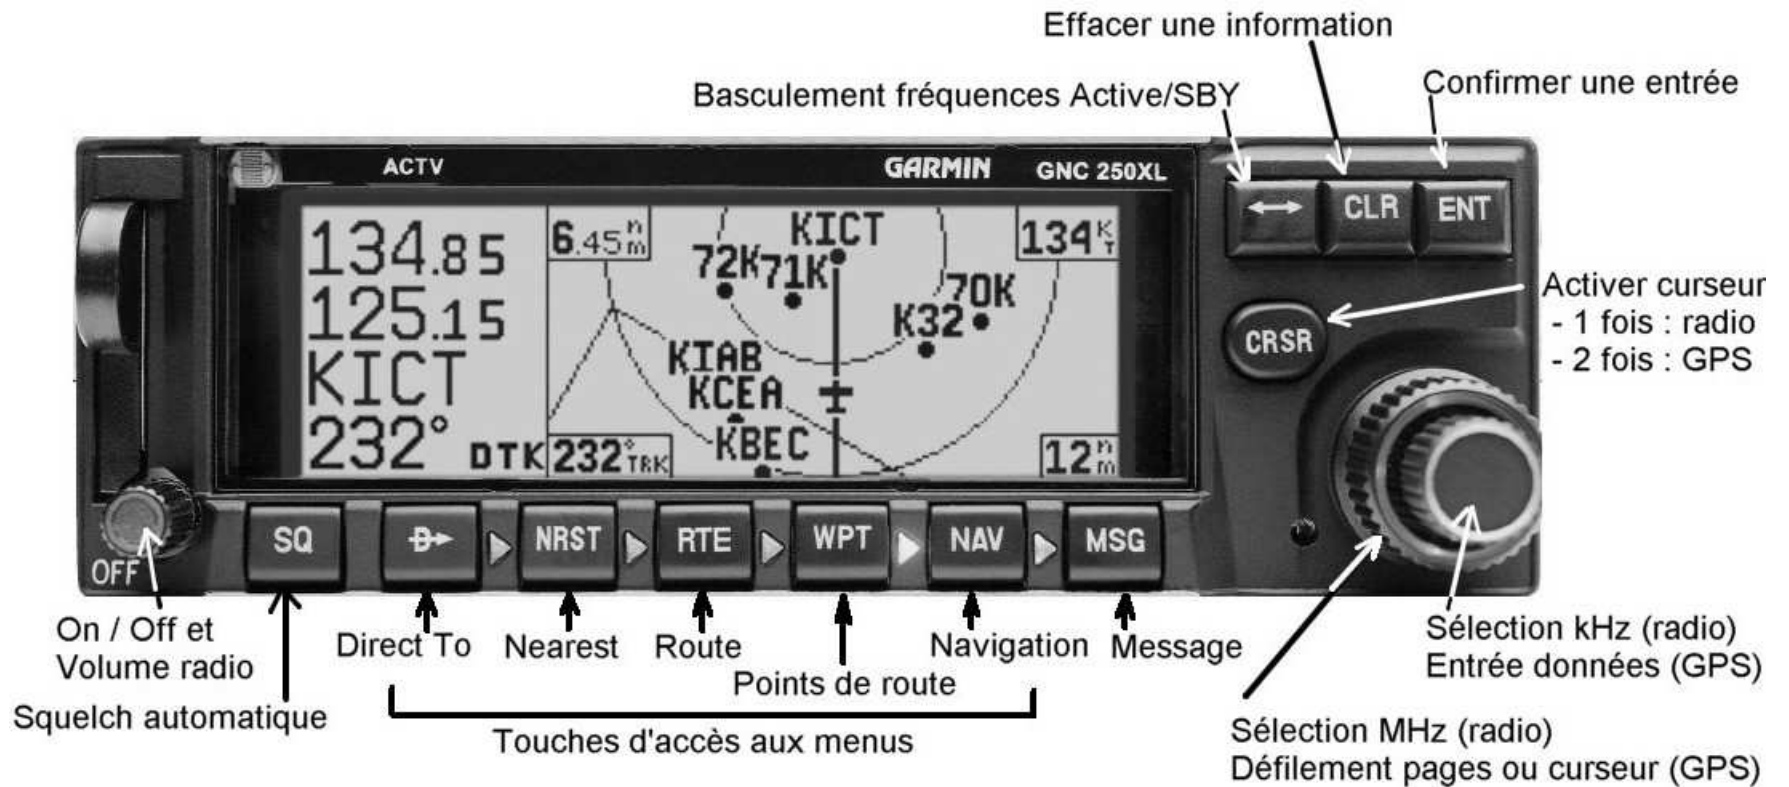 Effacer une information
Basculement fréquences Active/SBY
Confirmer une entrée
ACTV
GARMIN
GNC 250XL
CLR
ENT
134.85
125.15
KICT
232° DTK
6.45 nm
KICT
134 KT
72K
71K
70K
K32
KIAB
KCEA
KBEC
232° TRK
12 nm
Activer curseur
- 1 fois : radio
- 2 fois : GPS
CRSR
OFF
SQ
D
NRST
RTE
WPT
NAV
MSG
On / Off et
Volume radio
Direct To
Nearest
Route
Navigation
Message
Points de route
Squelch automatique
Touches d'accès aux menus
Sélection kHz (radio)
Entrée données (GPS)
Sélection MHz (radio)
Défilement pages ou curseur (GPS)